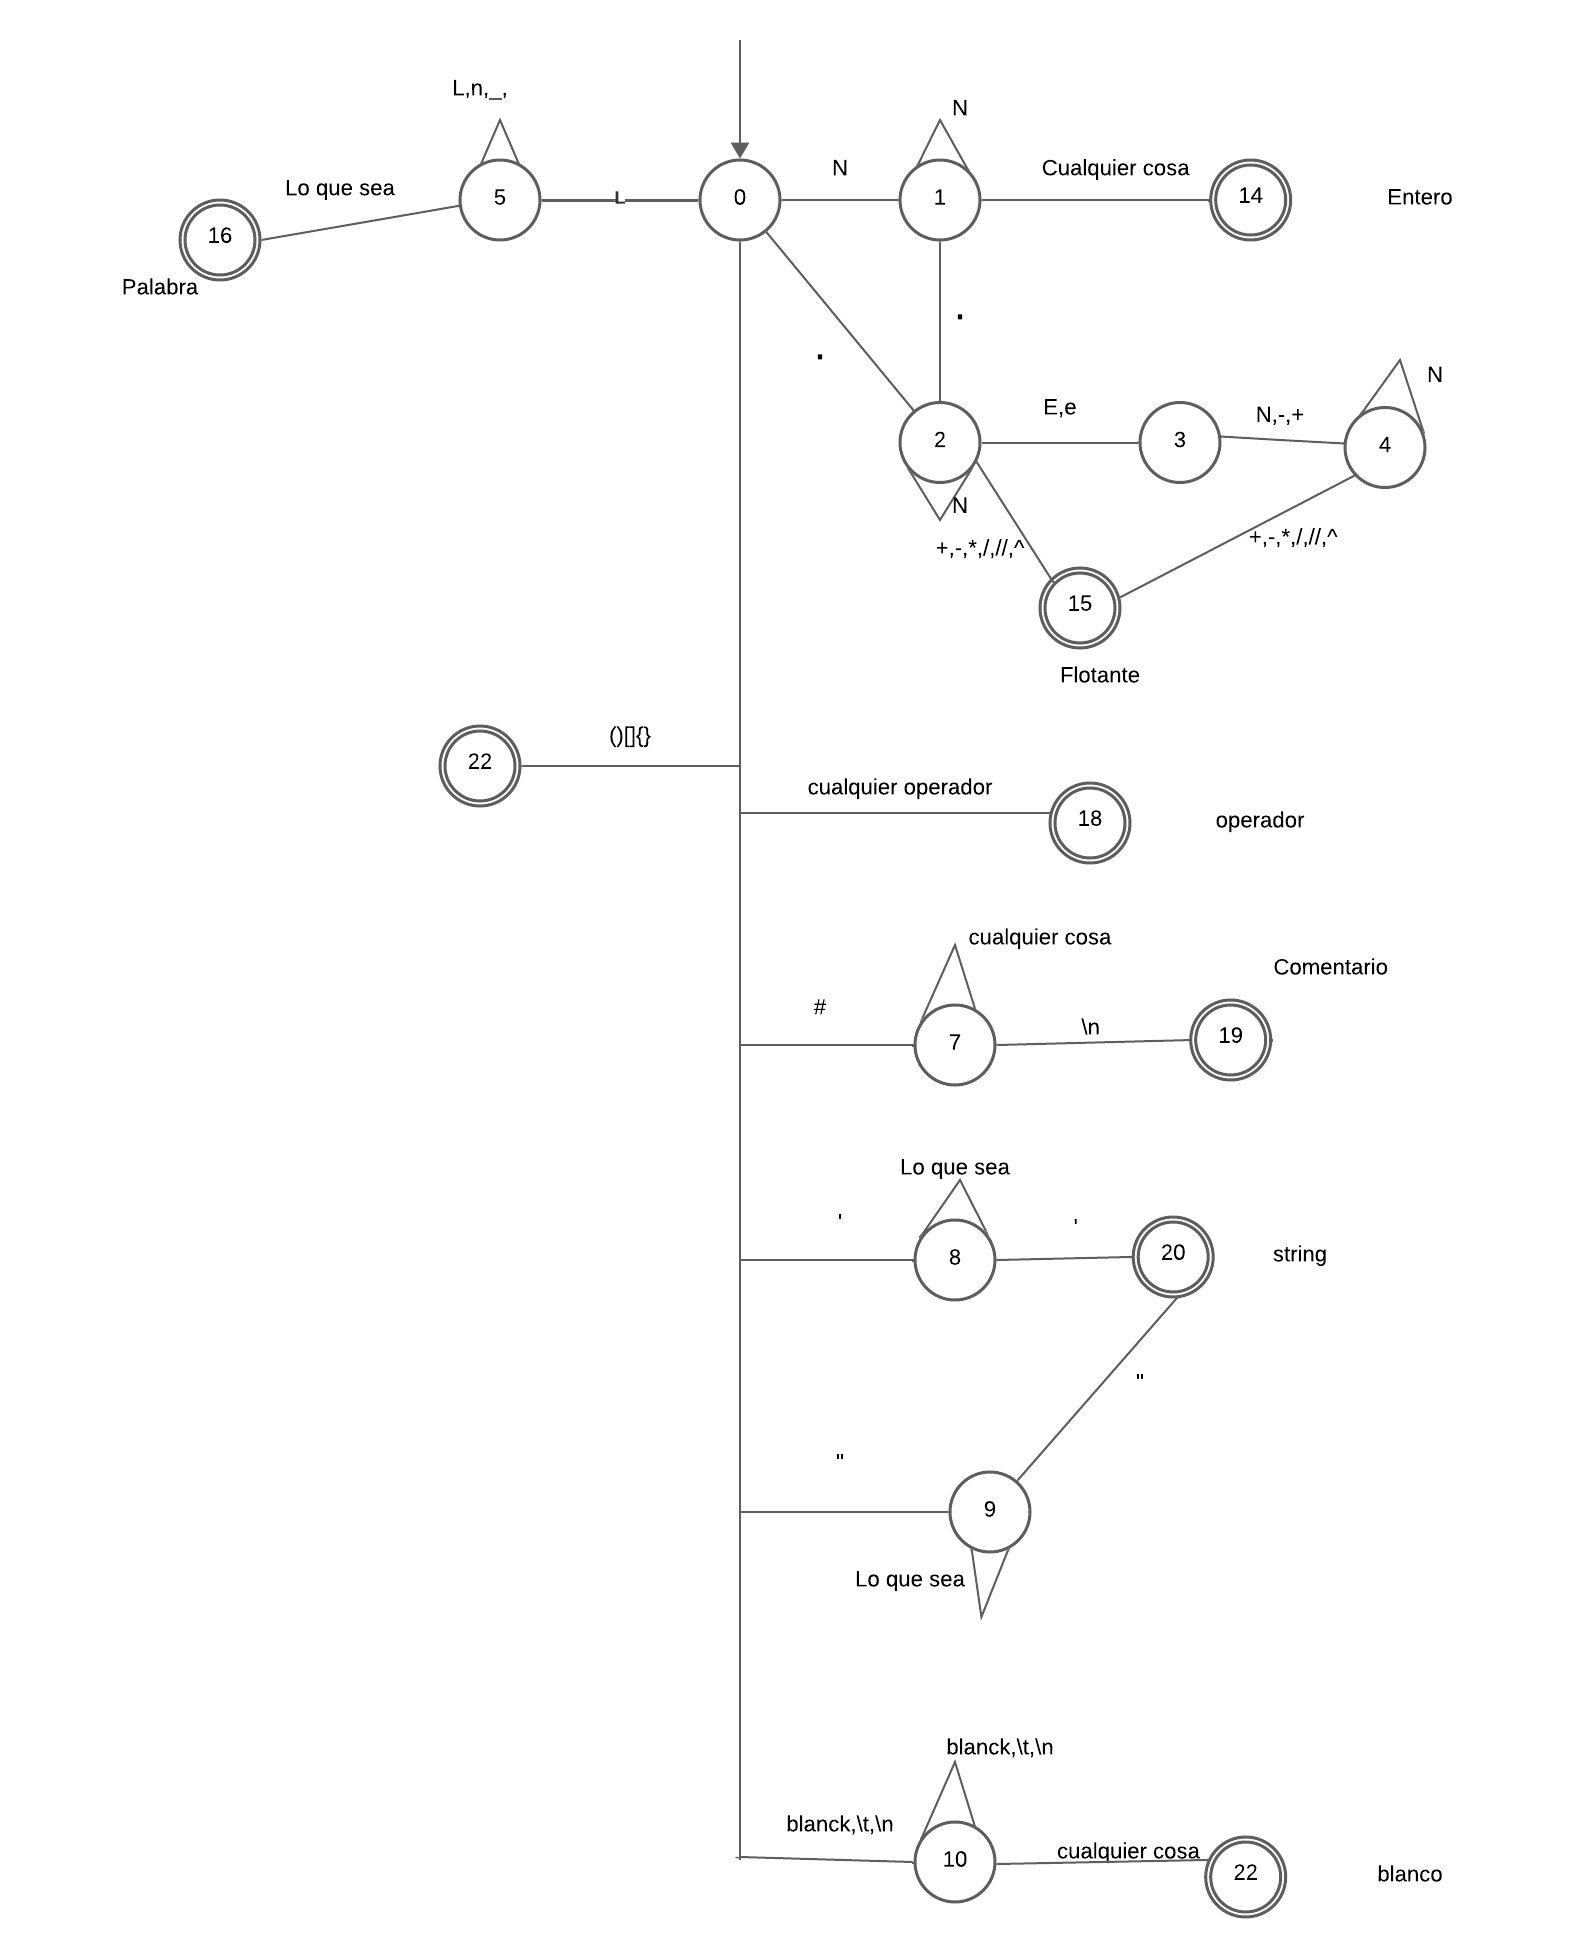 L,n,_,
N
Lo que sea
N
Cualquier cosa
16
5
L
0
1
14
Entero
Palabra
.
.
N
E,e
N,-,+
2
3
4
N
+,-,*,/,//,^
+,-,*,/,//,^
15
Flotante
()[]{}
22
cualquier operador
18
operador
cualquier cosa
Comentario
#
\n
7
19
Lo que sea
'
'
8
20
string
"
"
9
Lo que sea
blanck,\t,\n
blanck,\t,\n
cualquier cosa
10
22
blanco